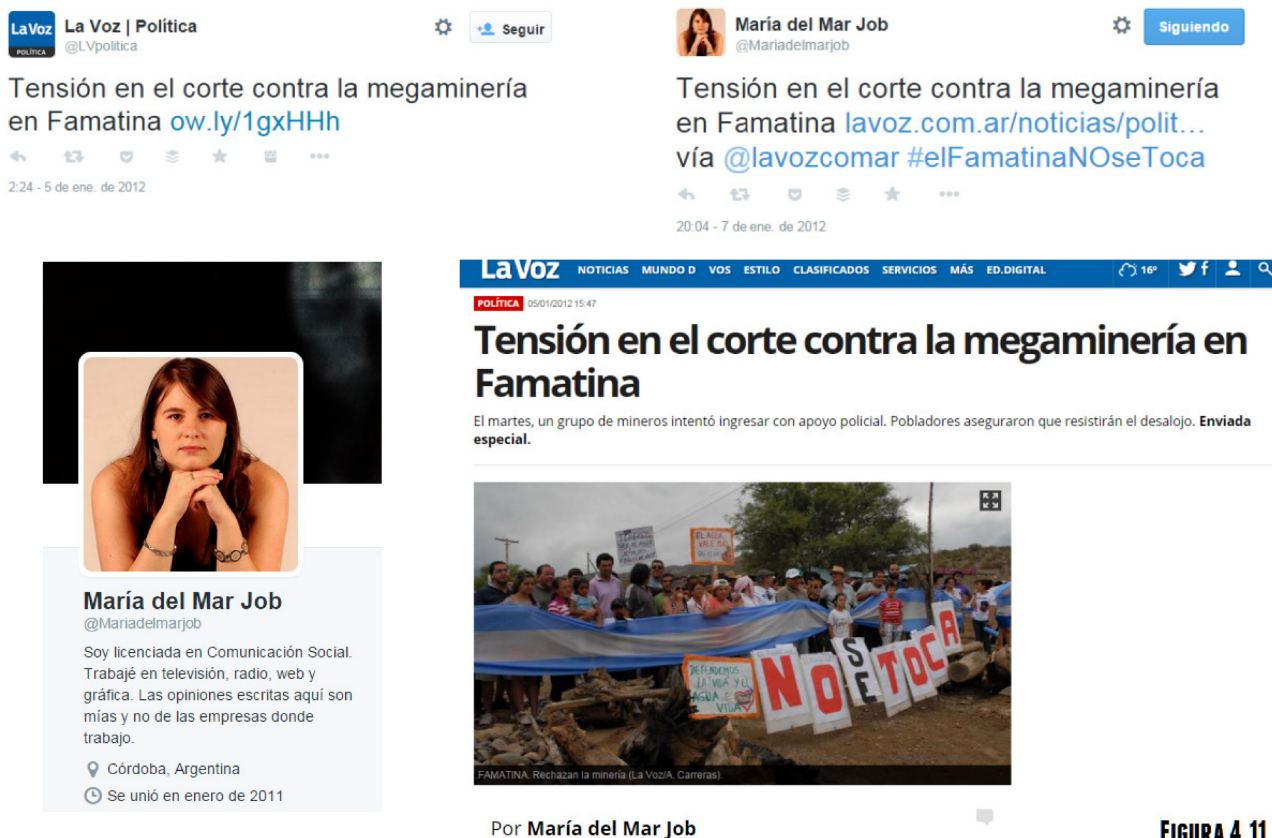 La Voz
POLÍTICA
La Voz | Política
@LVpolitica
Seguir
Tensión en el corte contra la megaminería
en Famatina ow.ly/1gxHHh
2:24 - 5 de ene. de 2012
María del Mar Job
@Mariadelmarjob
Siguiendo
Tensión en el corte contra la megaminería
en Famatina lavoz.com.ar/noticias/polit...
vía @lavozcomar #elFamatinaNOseToca
20:04 - 7 de ene. de 2012
María del Mar Job
@Mariadelmarjob
Soy licenciada en Comunicación Social.
Trabajé en televisión, radio, web y
gráfica. Las opiniones escritas aquí son
mías y no de las empresas donde
trabajo.
Córdoba, Argentina
Se unió en enero de 2011
La Voz NOTICIAS MUNDO D VOS ESTILO CLASIFICADOS SERVICIOS MÁS ED.DIGITAL 16º
POLÍTICA 05/01/2012 15:47
Tensión en el corte contra la megaminería en
Famatina
El martes, un grupo de mineros intentó ingresar con apoyo policial. Pobladores aseguraron que resistirán el desalojo. Enviada
especial.
EL AGUA
VALE MAS
DEFENDEMOS
LA VIDA Y EL
AGUA ES
VIDA
NO SE TOCA
FAMATINA. Rechazan la minería (La Voz/A. Carreras).
Por María del Mar Job
FIGURA 4.11